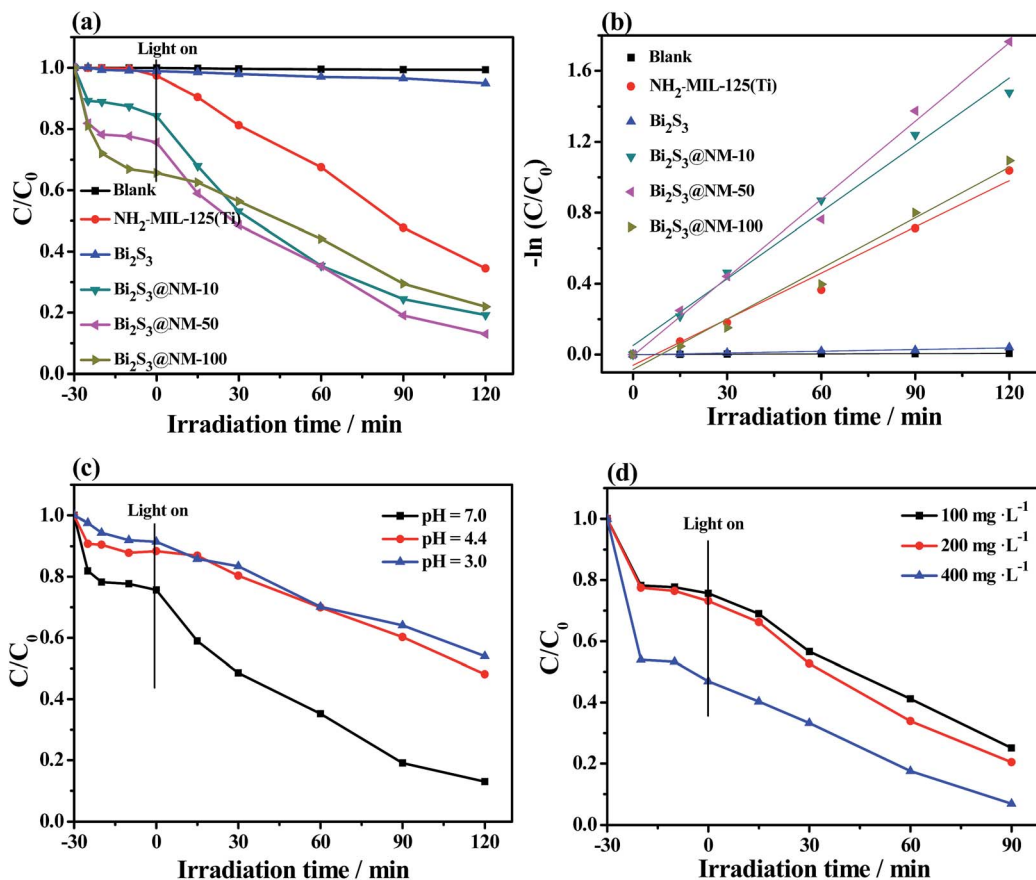 (a)
Light on
1.0
0.8
0.6
0.4
0.2
0.0
C/C₀
Blank
NH₂-MIL-125(Ti)
Bi₂S₃
Bi₂S₃@NM-10
Bi₂S₃@NM-50
Bi₂S₃@NM-100
-30 0 30 60 90 120
Irradiation time / min
(b)
1.6
1.2
0.8
0.4
0.0
-ln (C/C₀)
Blank
NH₂-MIL-125(Ti)
Bi₂S₃
Bi₂S₃@NM-10
Bi₂S₃@NM-50
Bi₂S₃@NM-100
0 30 60 90 120
Irradiation time / min
(c)
Light on
1.0
0.8
0.6
0.4
0.2
0.0
C/C₀
pH = 7.0
pH = 4.4
pH = 3.0
-30 0 30 60 90 120
Irradiation time / min
(d)
Light on
1.0
0.8
0.6
0.4
0.2
0.0
C/C₀
100 mg ·L⁻¹
200 mg ·L⁻¹
400 mg ·L⁻¹
-30 0 30 60 90
Irradiation time / min